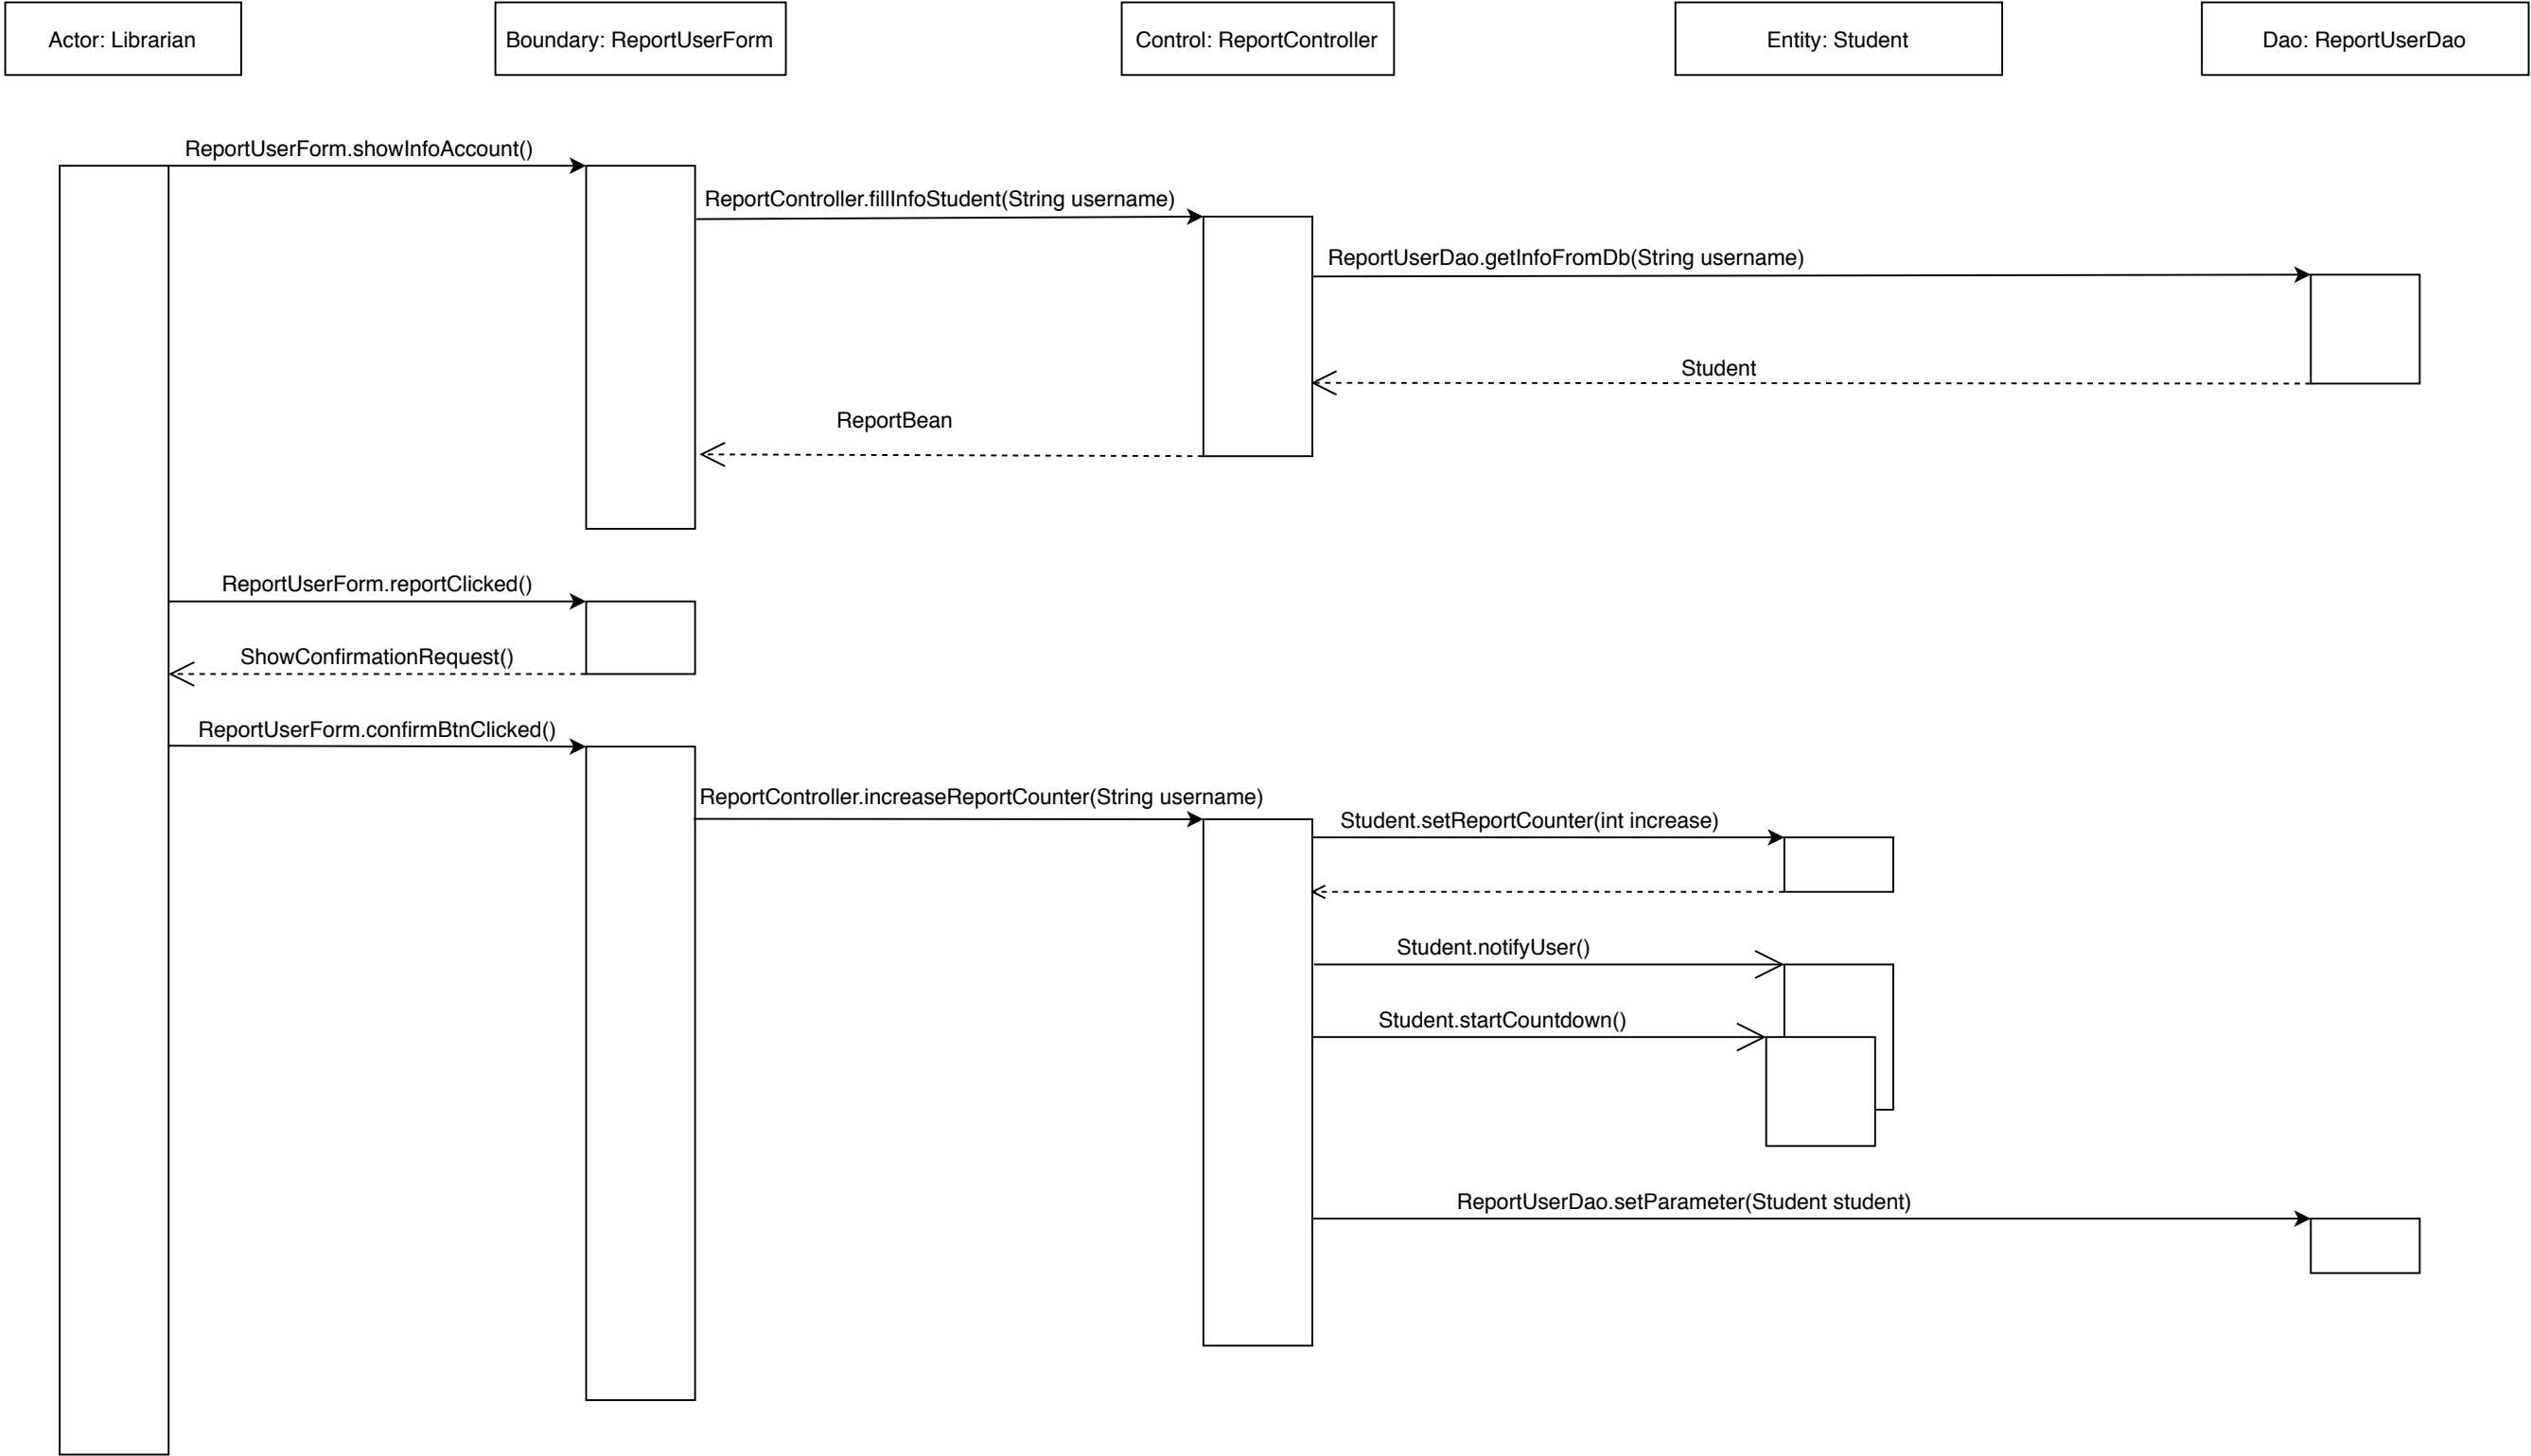 Actor: Librarian
Boundary: ReportUserForm
Control: ReportController
Entity: Student
Dao: ReportUserDao
ReportUserForm.showInfoAccount()
ReportController.fillInfoStudent(String username)
ReportUserDao.getInfoFromDb(String username)
Student
ReportBean
ReportUserForm.reportClicked()
ShowConfirmationRequest()
ReportUserForm.confirmBtnClicked()
ReportController.increaseReportCounter(String username)
Student.setReportCounter(int increase)
Student.notifyUser()
Student.startCountdown()
ReportUserDao.setParameter(Student student)